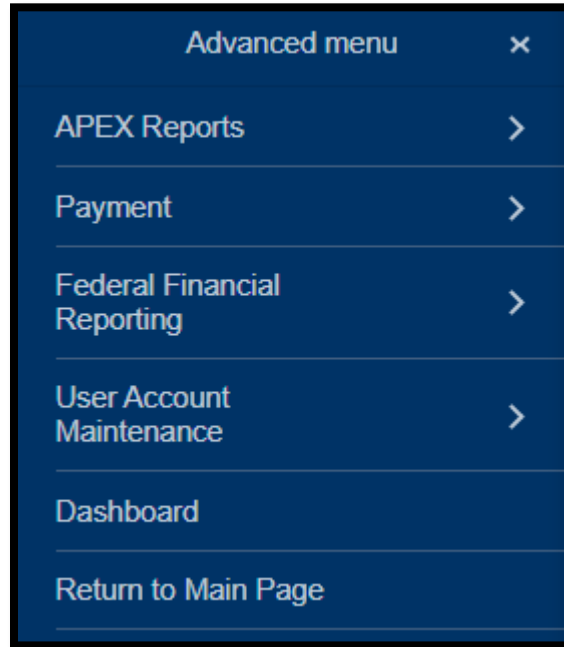 Advanced menu ×
APEX Reports
Payment
Federal Financial
Reporting
User Account
Maintenance
Dashboard
Return to Main Page